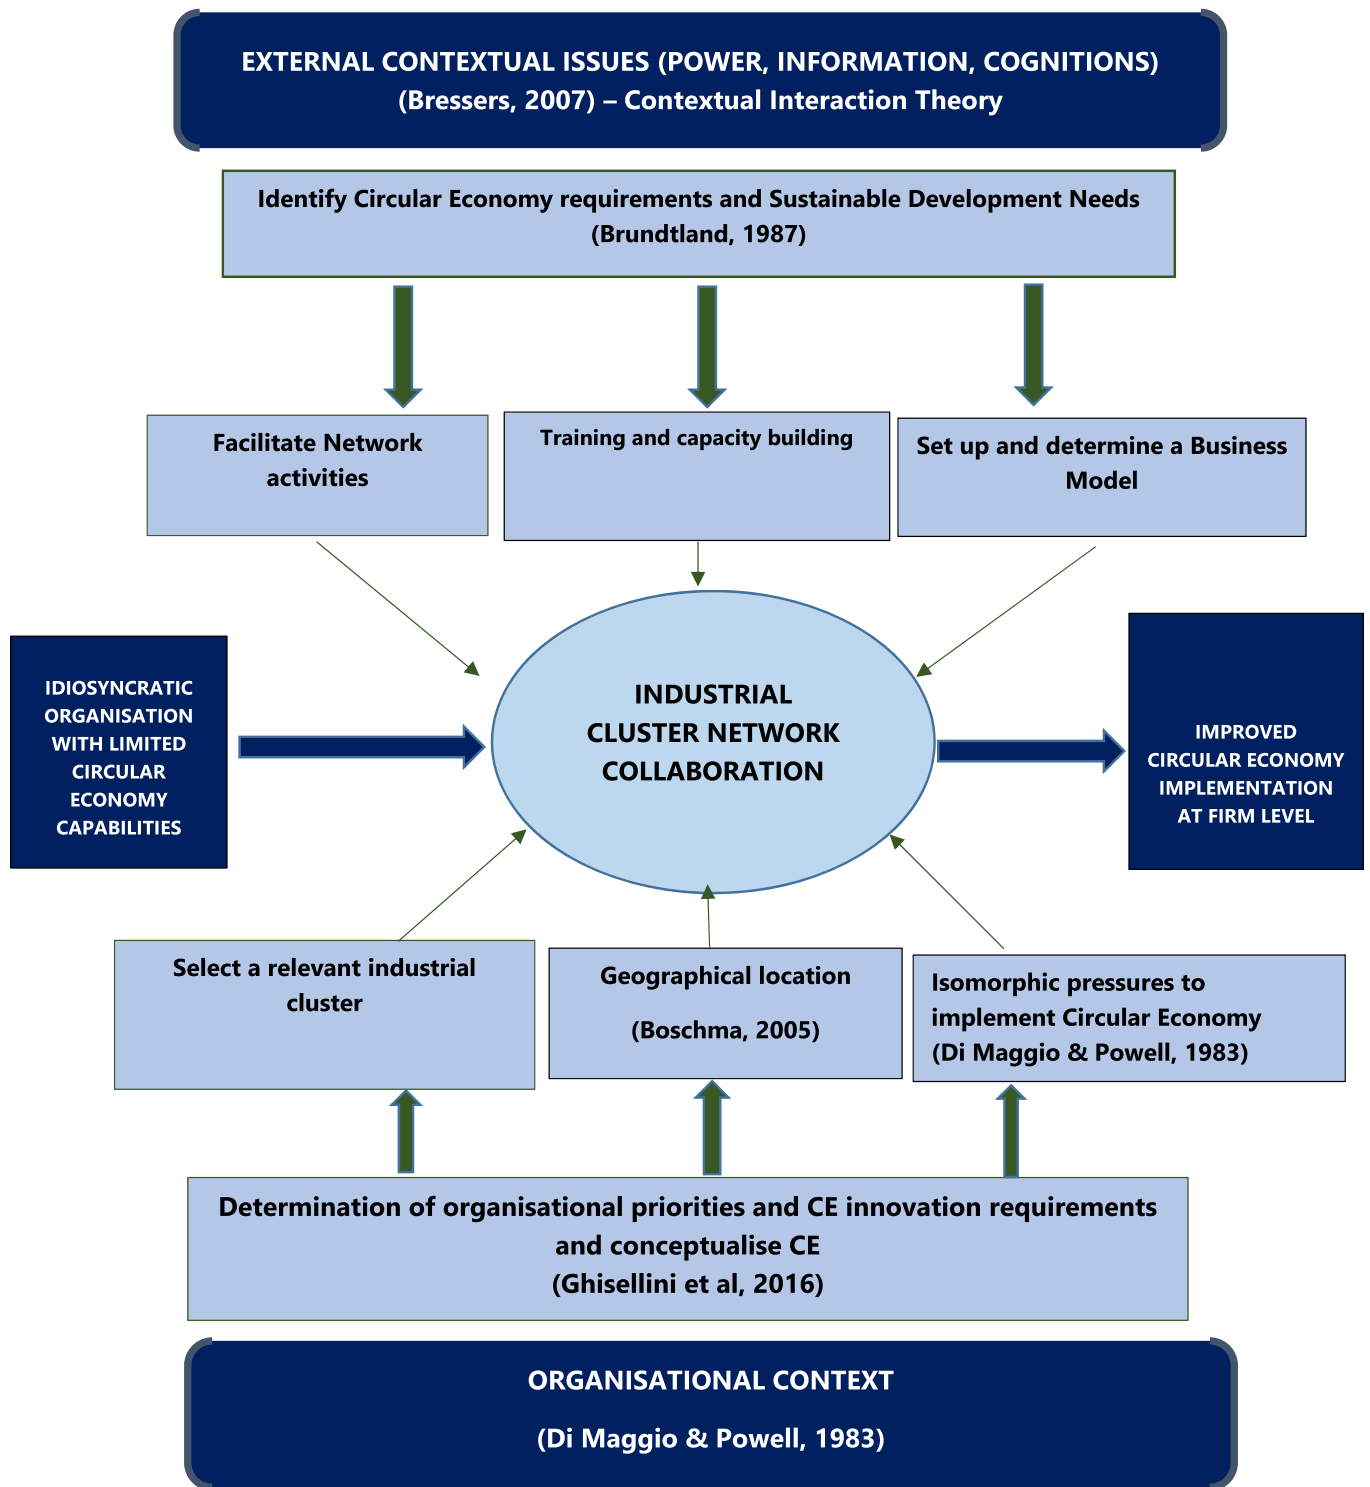 EXTERNAL CONTEXTUAL ISSUES (POWER, INFORMATION, COGNITIONS)
(Bressers, 2007) – Contextual Interaction Theory
Identify Circular Economy requirements and Sustainable Development Needs
(Brundtland, 1987)
Facilitate Network
activities
Training and capacity building
Set up and determine a Business
Model
IDIOSYNCRATIC
ORGANISATION
WITH LIMITED
CIRCULAR
ECONOMY
CAPABILITIES
INDUSTRIAL
CLUSTER NETWORK
COLLABORATION
IMPROVED
CIRCULAR ECONOMY
IMPLEMENTATION
AT FIRM LEVEL
Select a relevant industrial
cluster
Geographical location
(Boschma, 2005)
Isomorphic pressures to
implement Circular Economy
(Di Maggio & Powell, 1983)
Determination of organisational priorities and CE innovation requirements
and conceptualise CE
(Ghisellini et al, 2016)
ORGANISATIONAL CONTEXT
(Di Maggio & Powell, 1983)